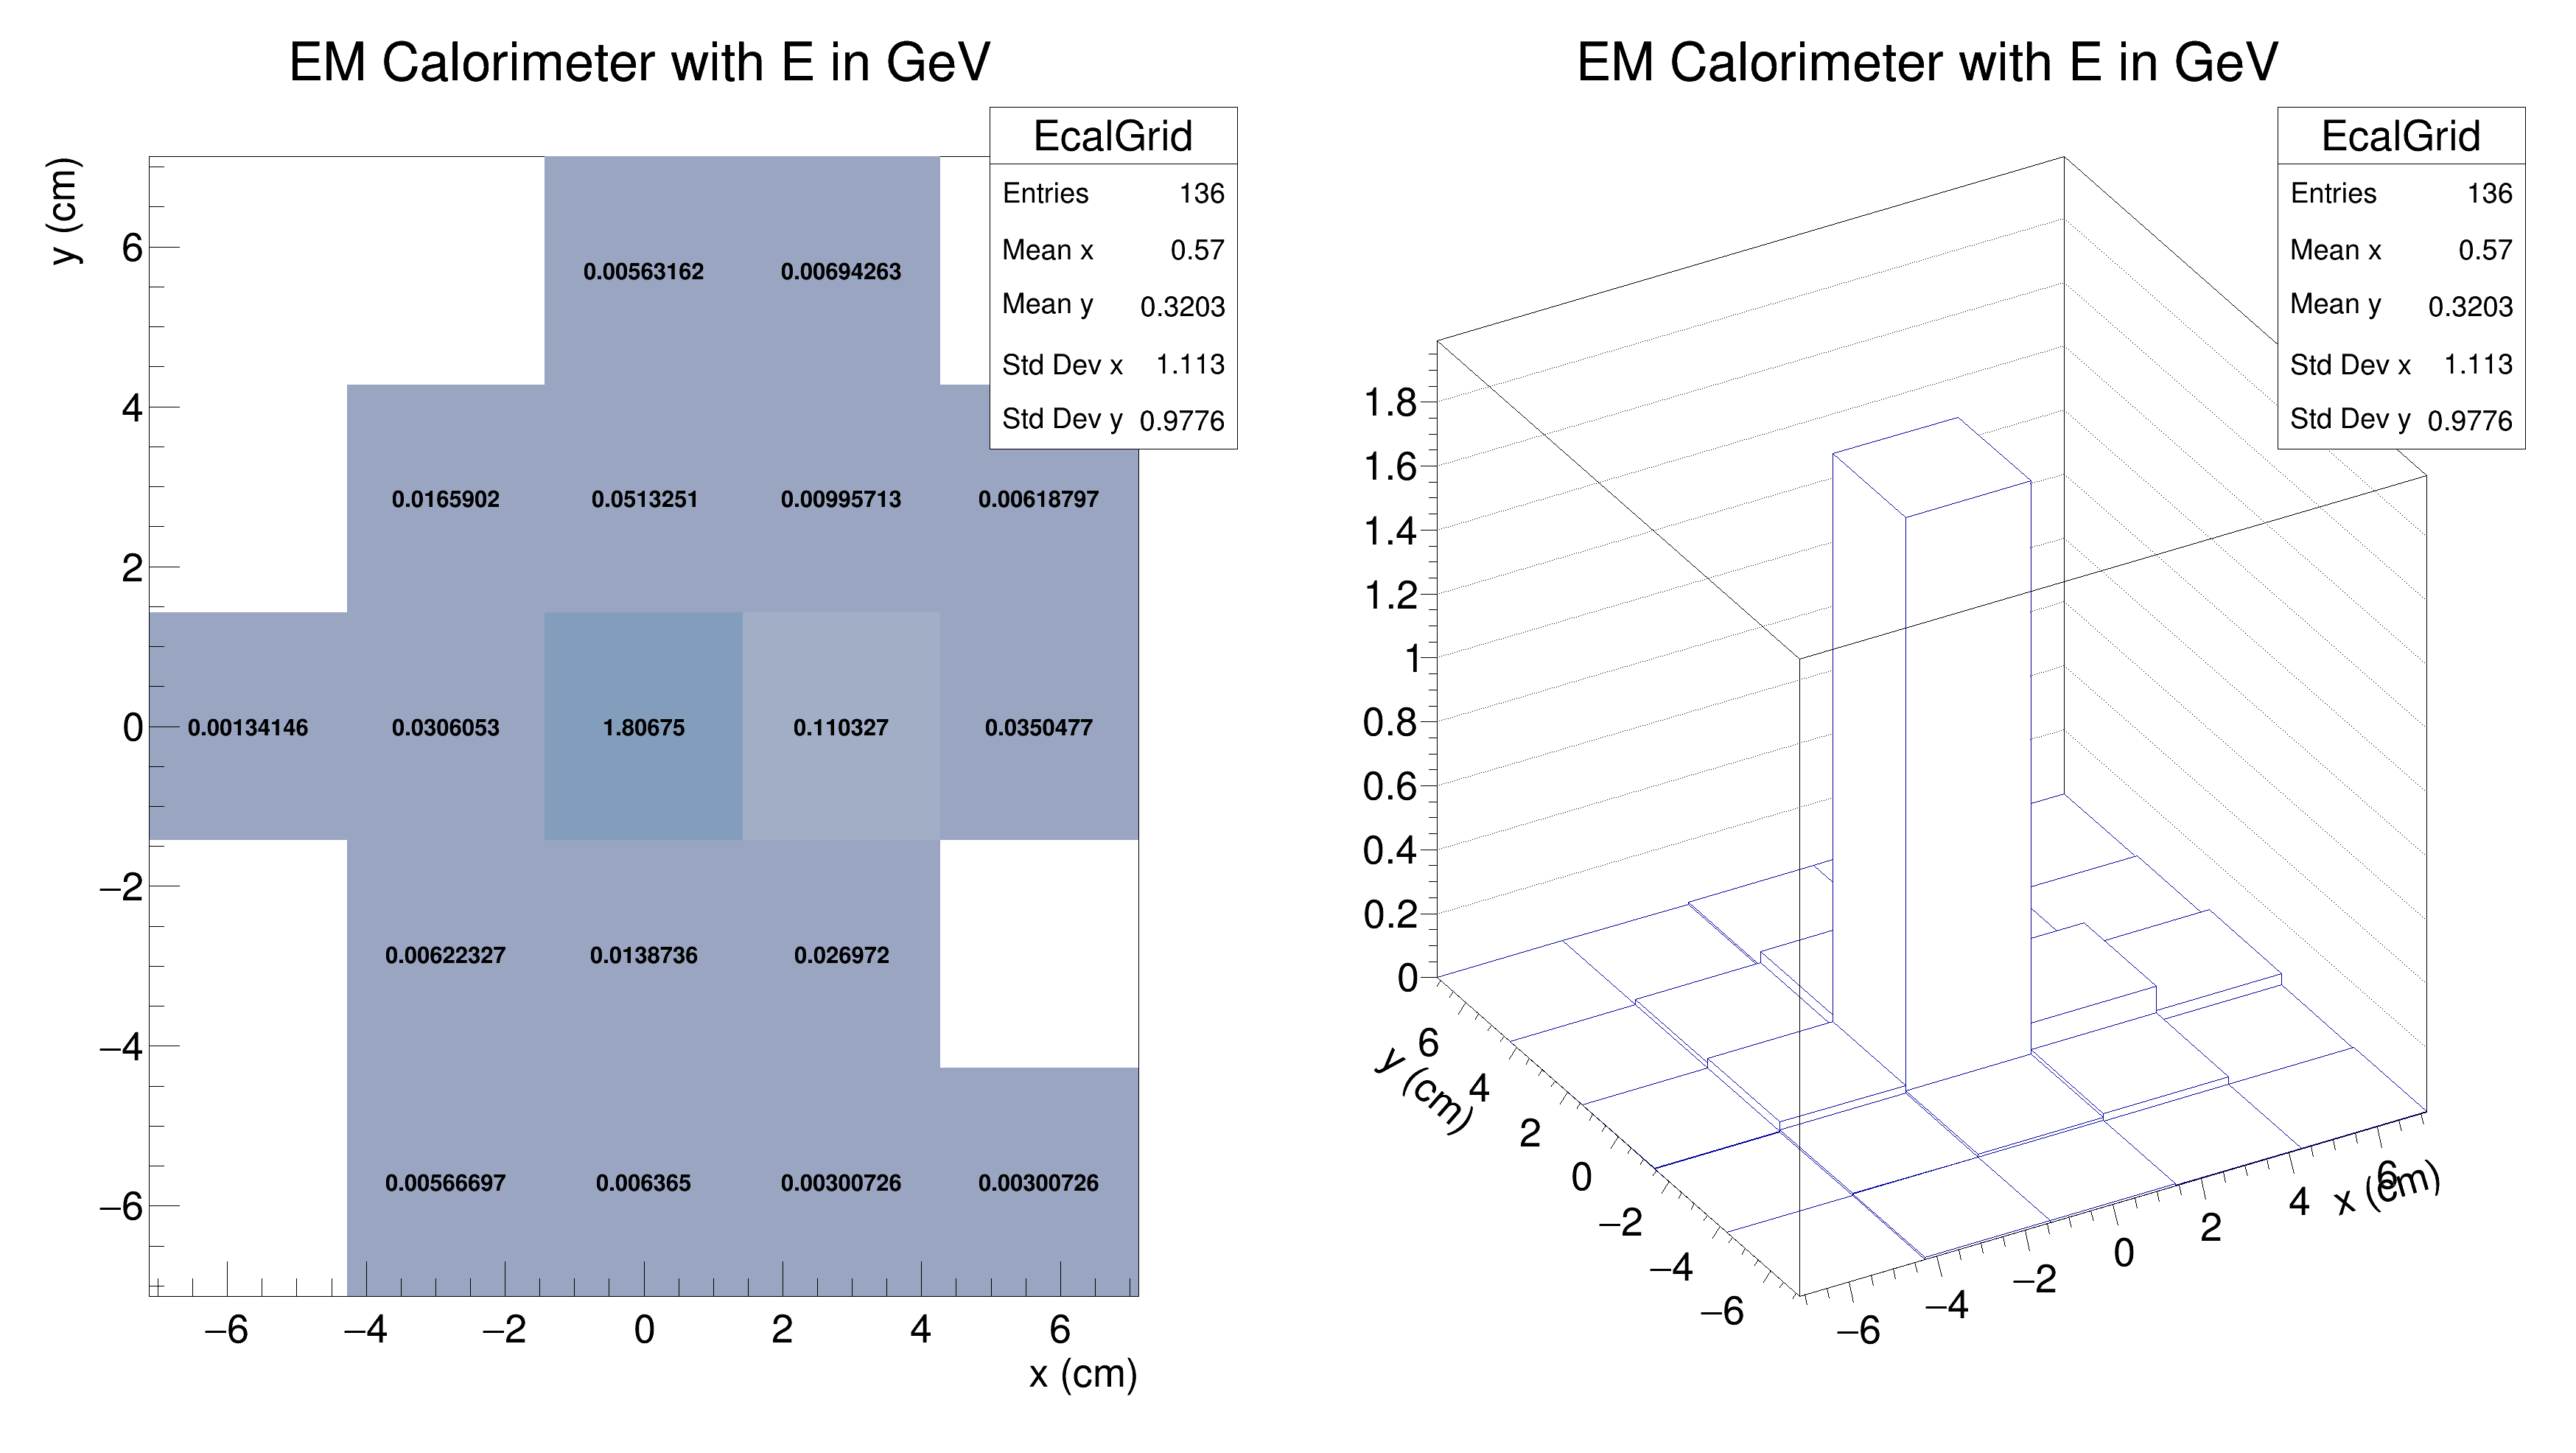 EM Calorimeter with E in GeV
EcalGrid
Entries 136
Mean x 0.57
Mean y 0.3203
Std Dev x 1.113
Std Dev y 0.9776
y (cm)
6
4
2
0
−2
−4
−6
0.00563162 0.00694263
0.0165902 0.0513251 0.00995713 0.00618797
0.00134146 0.0306053 1.80675 0.110327 0.0350477
0.00622327 0.0138736 0.026972
0.00566697 0.006365 0.00300726 0.00300726
−6 −4 −2 0 2 4 6
x (cm)
EM Calorimeter with E in GeV
EcalGrid
Entries 136
Mean x 0.57
Mean y 0.3203
Std Dev x 1.113
Std Dev y 0.9776
1.8
1.6
1.4
1.2
1
0.8
0.6
0.4
0.2
0
y (cm)
6
4
2
0
−2
−4
−6
−6 −4 −2 0 2 4 6
x (cm)